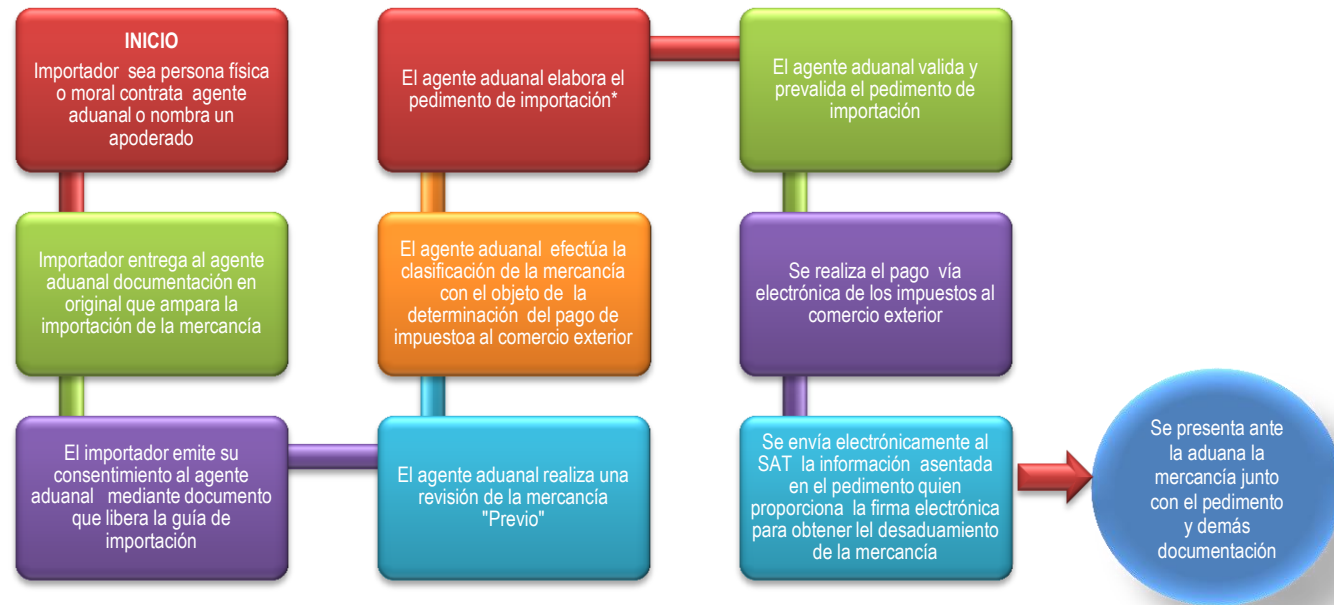 INICIO
Importador sea persona física
o moral contrata agente
aduanal o nombra un
apoderado
Importador entrega al agente
aduanal documentación en
original que ampara la
importación de la mercancía
El importador emite su
consentimiento al agente
aduanal mediante documento
que libera la guía de
importación
El agente aduanal realiza una
revisión de la mercancía
"Previo"
El agente aduanal efectúa la
clasificación de la mercancía
con el objeto de la
determinación del pago de
impuestoa al comercio exterior
El agente aduanal elabora el
pedimento de importación*
El agente aduanal valida y
prevalida el pedimento de
importación
Se realiza el pago vía
electrónica de los impuestos al
comercio exterior
Se envía electrónicamente al
SAT la información asentada
en el pedimento quien
proporciona la firma electrónica
para obtener lel desaduamiento
de la mercancía
Se presenta ante
la aduana la
mercancía junto
con el pedimento
y demás
documentación